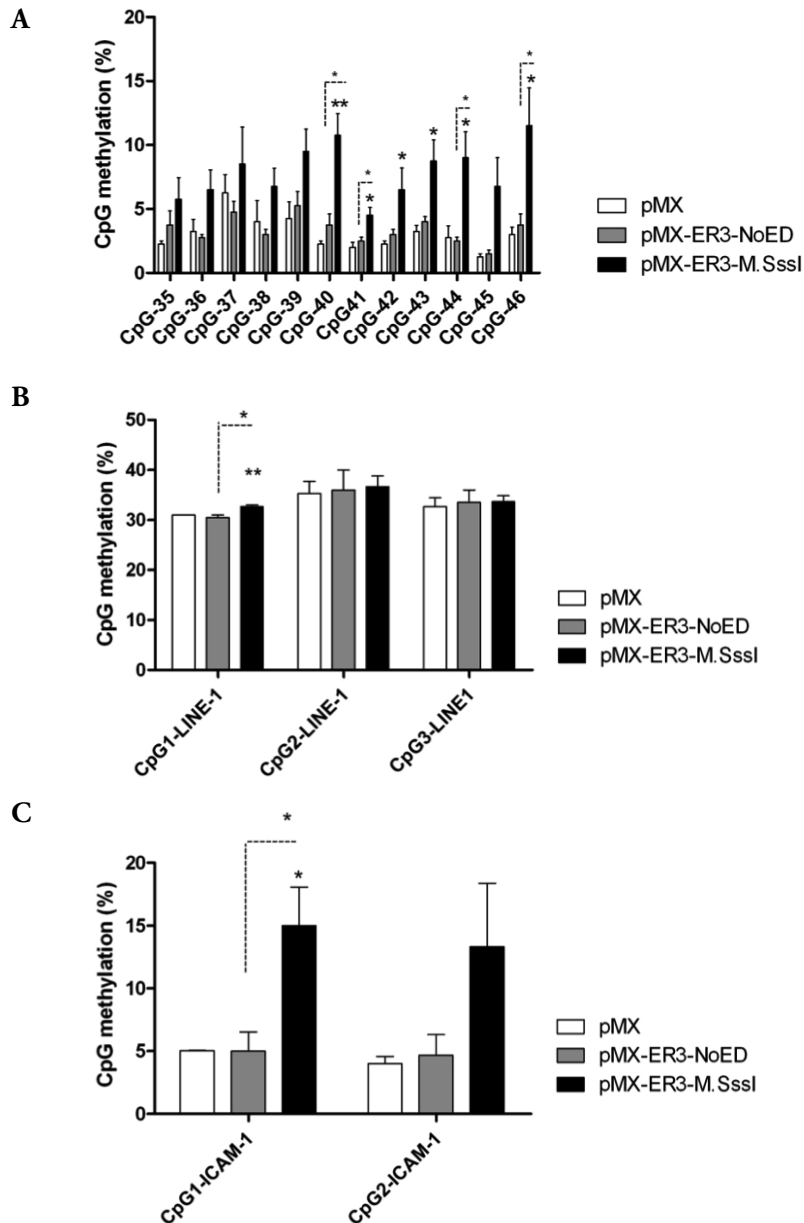 A
CpG methylation (%)
20
15
10
5
0
*
**
*
*
*
*
*
*
*
*
CpG-35
CpG-36
CpG-37
CpG-38
CpG-39
CpG-40
CpG41
CpG-42
CpG-43
CpG-44
CpG-45
CpG-46
pMX
pMX-ER3-NoED
pMX-ER3-M.SssI
B
CpG methylation (%)
50
40
30
20
10
0
*
**
CpG1-LINE-1
CpG2-LINE-1
CpG3-LINE1
pMX
pMX-ER3-NoED
pMX-ER3-M.SssI
C
CpG methylation (%)
20
15
10
5
0
*
*
CpG1-ICAM-1
CpG2-ICAM-1
pMX
pMX-ER3-NoED
pMX-ER3-M.SssI